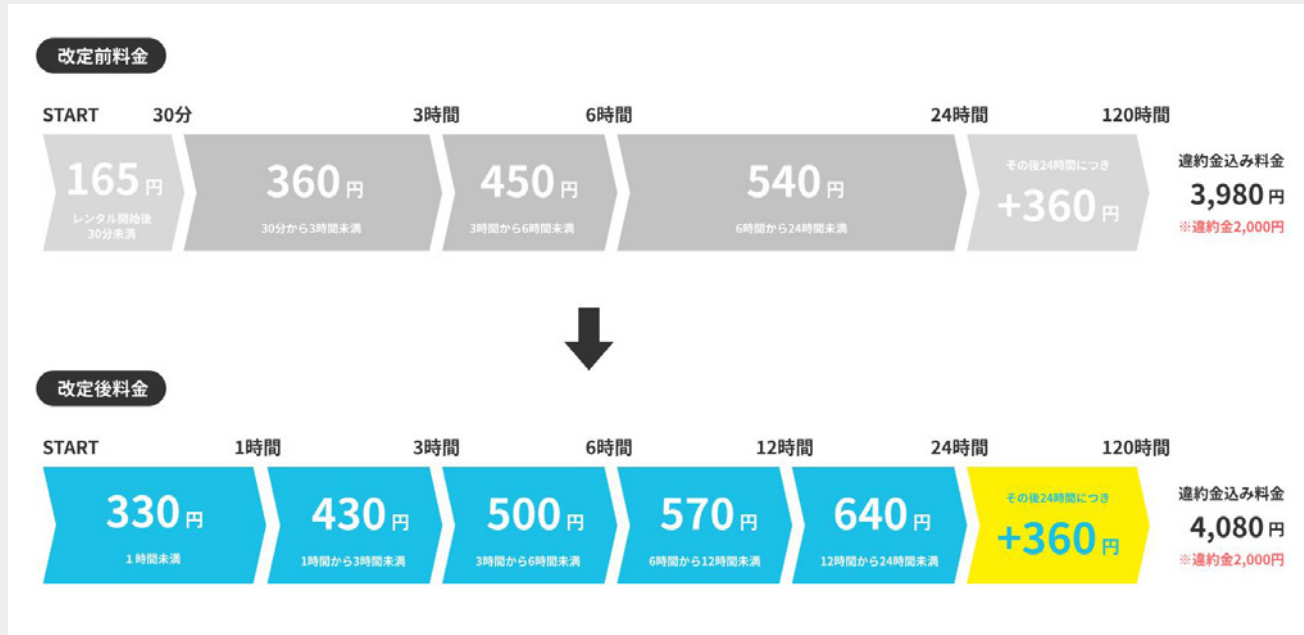 改定前料金
START 30分 3時間 6時間 24時間 120時間
165円
レンタル開始後
30分未満
360円
30分から3時間未満
450円
3時間から6時間未満
540円
6時間から24時間未満
その後24時間につき
+360円
違約金込み料金
3,980円
※違約金2,000円
改定後料金
START 1時間 3時間 6時間 12時間 24時間 120時間
330円
1時間未満
430円
1時間から3時間未満
500円
3時間から6時間未満
570円
6時間から12時間未満
640円
12時間から24時間未満
その後24時間につき
+360円
違約金込み料金
4,080円
※違約金2,000円